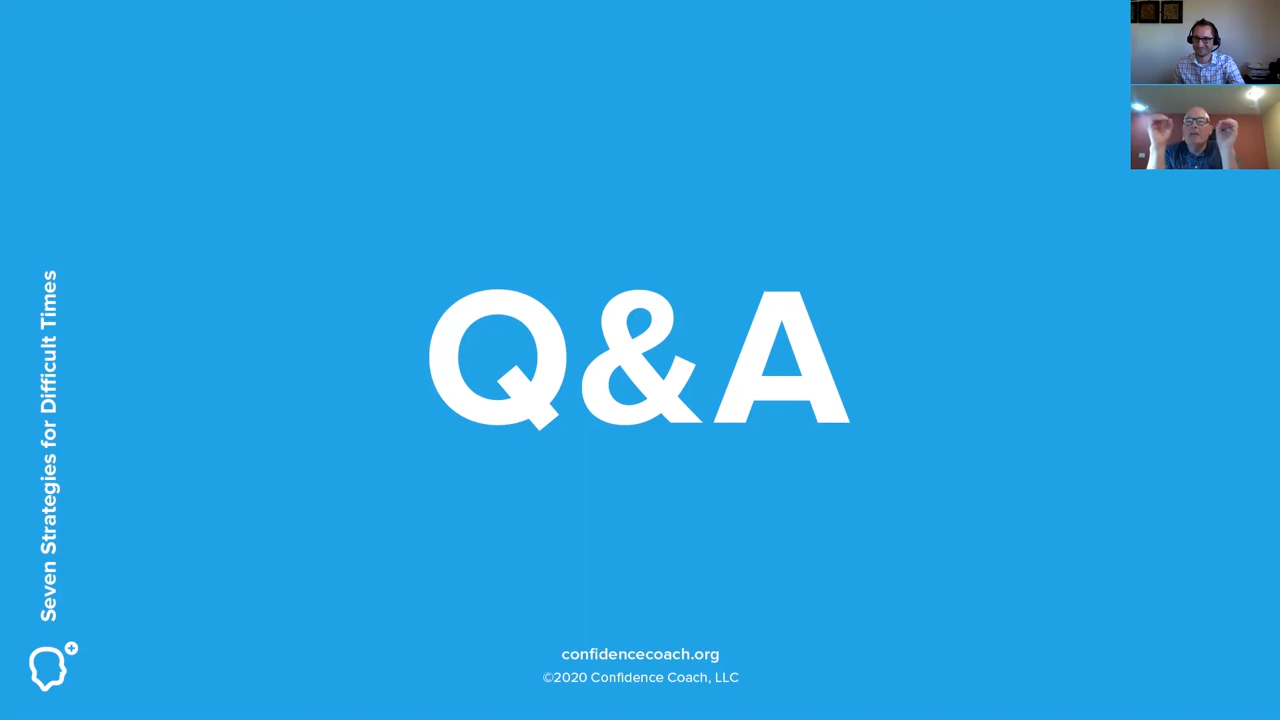 Q&A
Seven Strategies for Difficult Times
confidencecoach.org
©2020 Confidence Coach, LLC